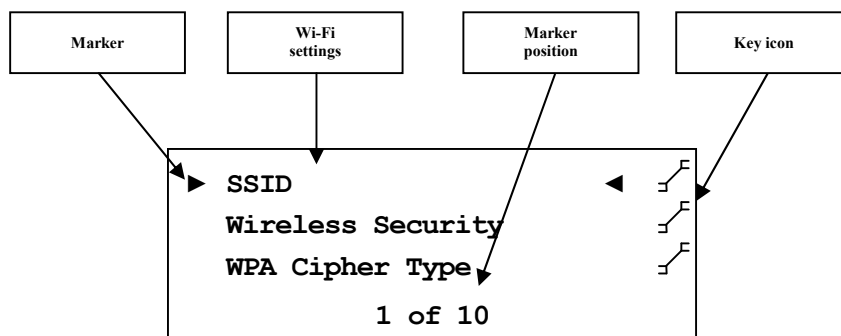 Marker
Wi-Fi
settings
Marker
position
Key icon
SSID
Wireless Security
WPA Cipher Type
1 of 10